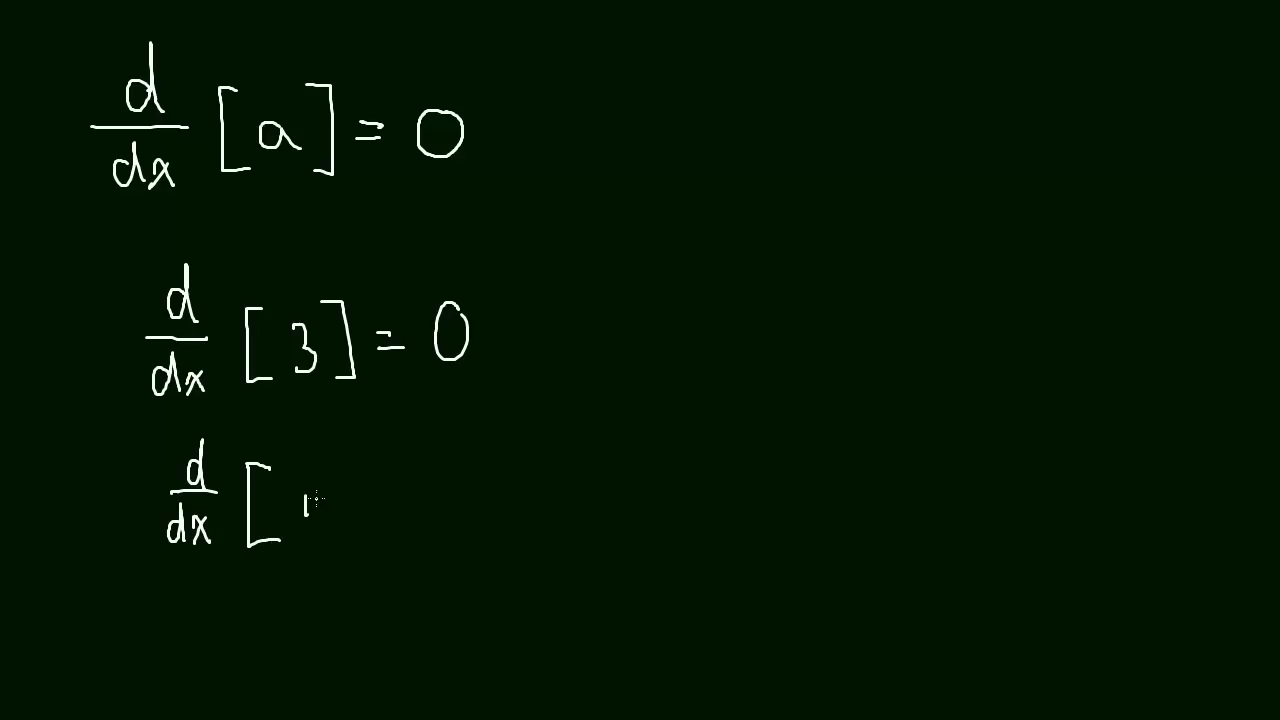 d/dx [a] = 0
d/dx [3] = 0
d/dx [